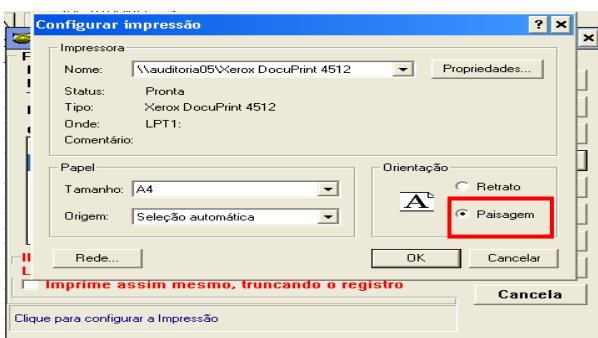 Configurar impressão
Impressora
Nome: \\auditoria05\Xerox DocuPrint 4512 Propriedades...
Status: Pronta
Tipo: Xerox DocuPrint 4512
Onde: LPT1:
Comentário:
Papel
Tamanho: A4
Origem: Seleção automática
Orientação
A
Retrato
Paisagem
Rede... OK Cancelar
Imprime assim mesmo, truncando o registro
Cancela
Clique para configurar a Impressão